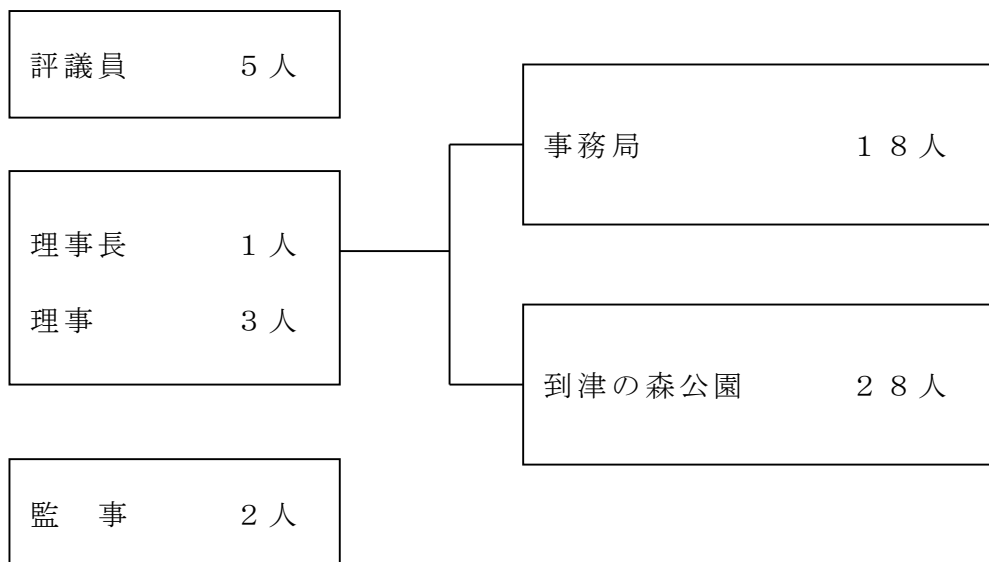 評議員　５人
理事長　１人
理事　３人
監　事　２人
事務局　１８人
到津の森公園　２８人